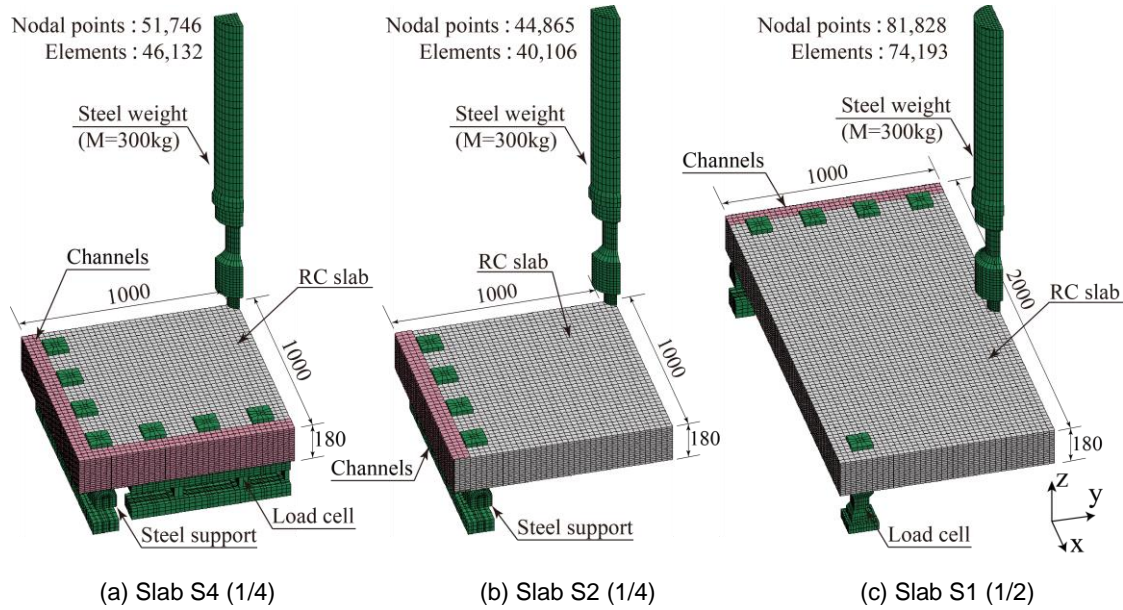 Nodal points : 51,746
Elements : 46,132
Steel weight
(M=300kg)
Channels
1000
RC slab
1000
180
Load cell
Steel support
(a) Slab S4 (1/4)
Nodal points : 44,865
Elements : 40,106
Steel weight
(M=300kg)
RC slab
1000
1000
180
Channels
Steel support
(b) Slab S2 (1/4)
Nodal points : 81,828
Elements : 74,193
Steel weight
(M=300kg)
Channels
1000
2000
RC slab
180
Load cell
z
y
x
(c) Slab S1 (1/2)